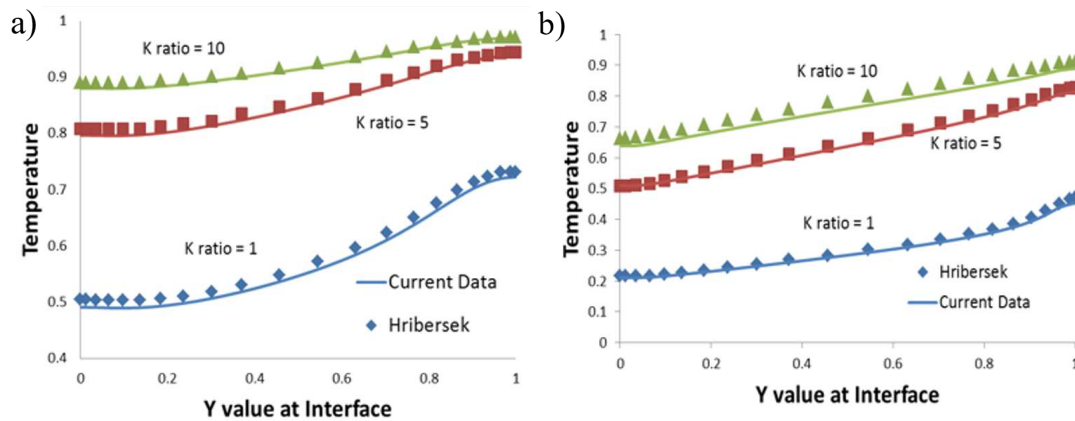 a)
1
0.9
0.8
0.7
0.6
0.5
0.4
Temperature
K ratio = 10
K ratio = 5
K ratio = 1
Current Data
Hribersek
0 0.2 0.4 0.6 0.8 1
Y value at Interface
b)
1
0.9
0.8
0.7
0.6
0.5
0.4
0.3
0.2
0.1
0
Temperature
K ratio = 10
K ratio = 5
K ratio = 1
Hribersek
Current Data
0 0.2 0.4 0.6 0.8 1
Y value at Interface